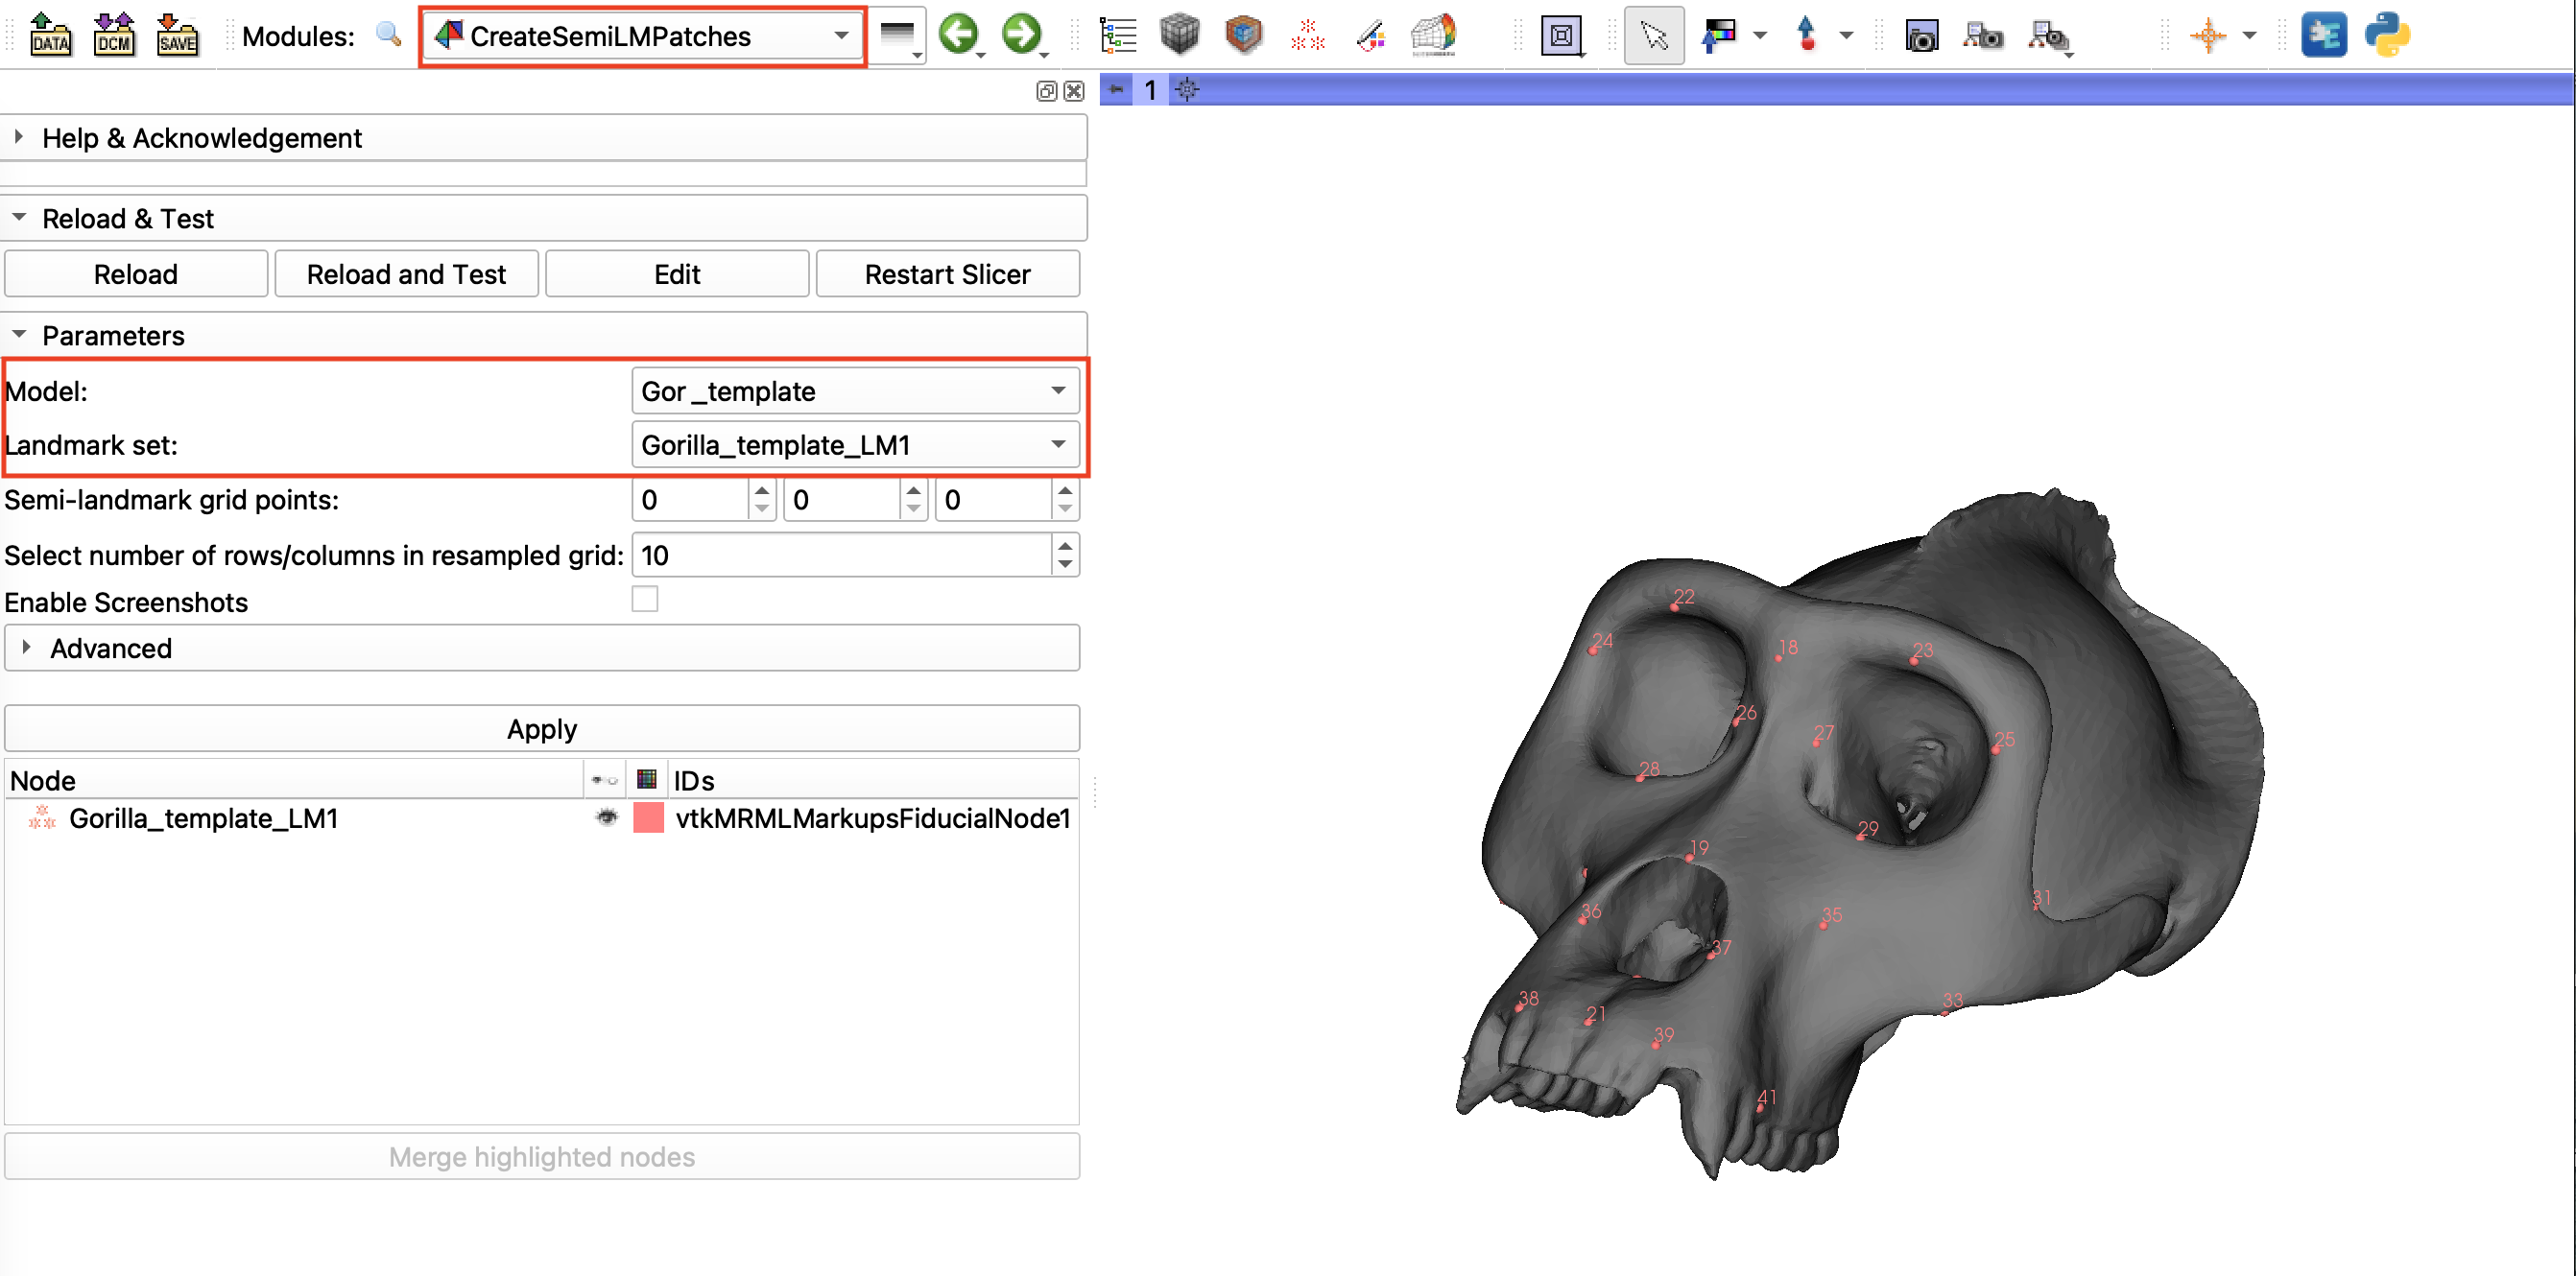 DATA DCM SAVE Modules: CreateSemiLMPatches
1
Help & Acknowledgement
Reload & Test
Reload Reload and Test Edit Restart Slicer
Parameters
Model: Gor _template
Landmark set: Gorilla_template_LM1
Semi-landmark grid points: 0 0 0
Select number of rows/columns in resampled grid: 10
Enable Screenshots
Advanced
Apply
Node IDs
Gorilla_template_LM1 vtkMRMLMarkupsFiducialNode1
Merge highlighted nodes
22
24
18
23
26
27
25
28
29
19
31
36
35
37
38
33
21
39
41